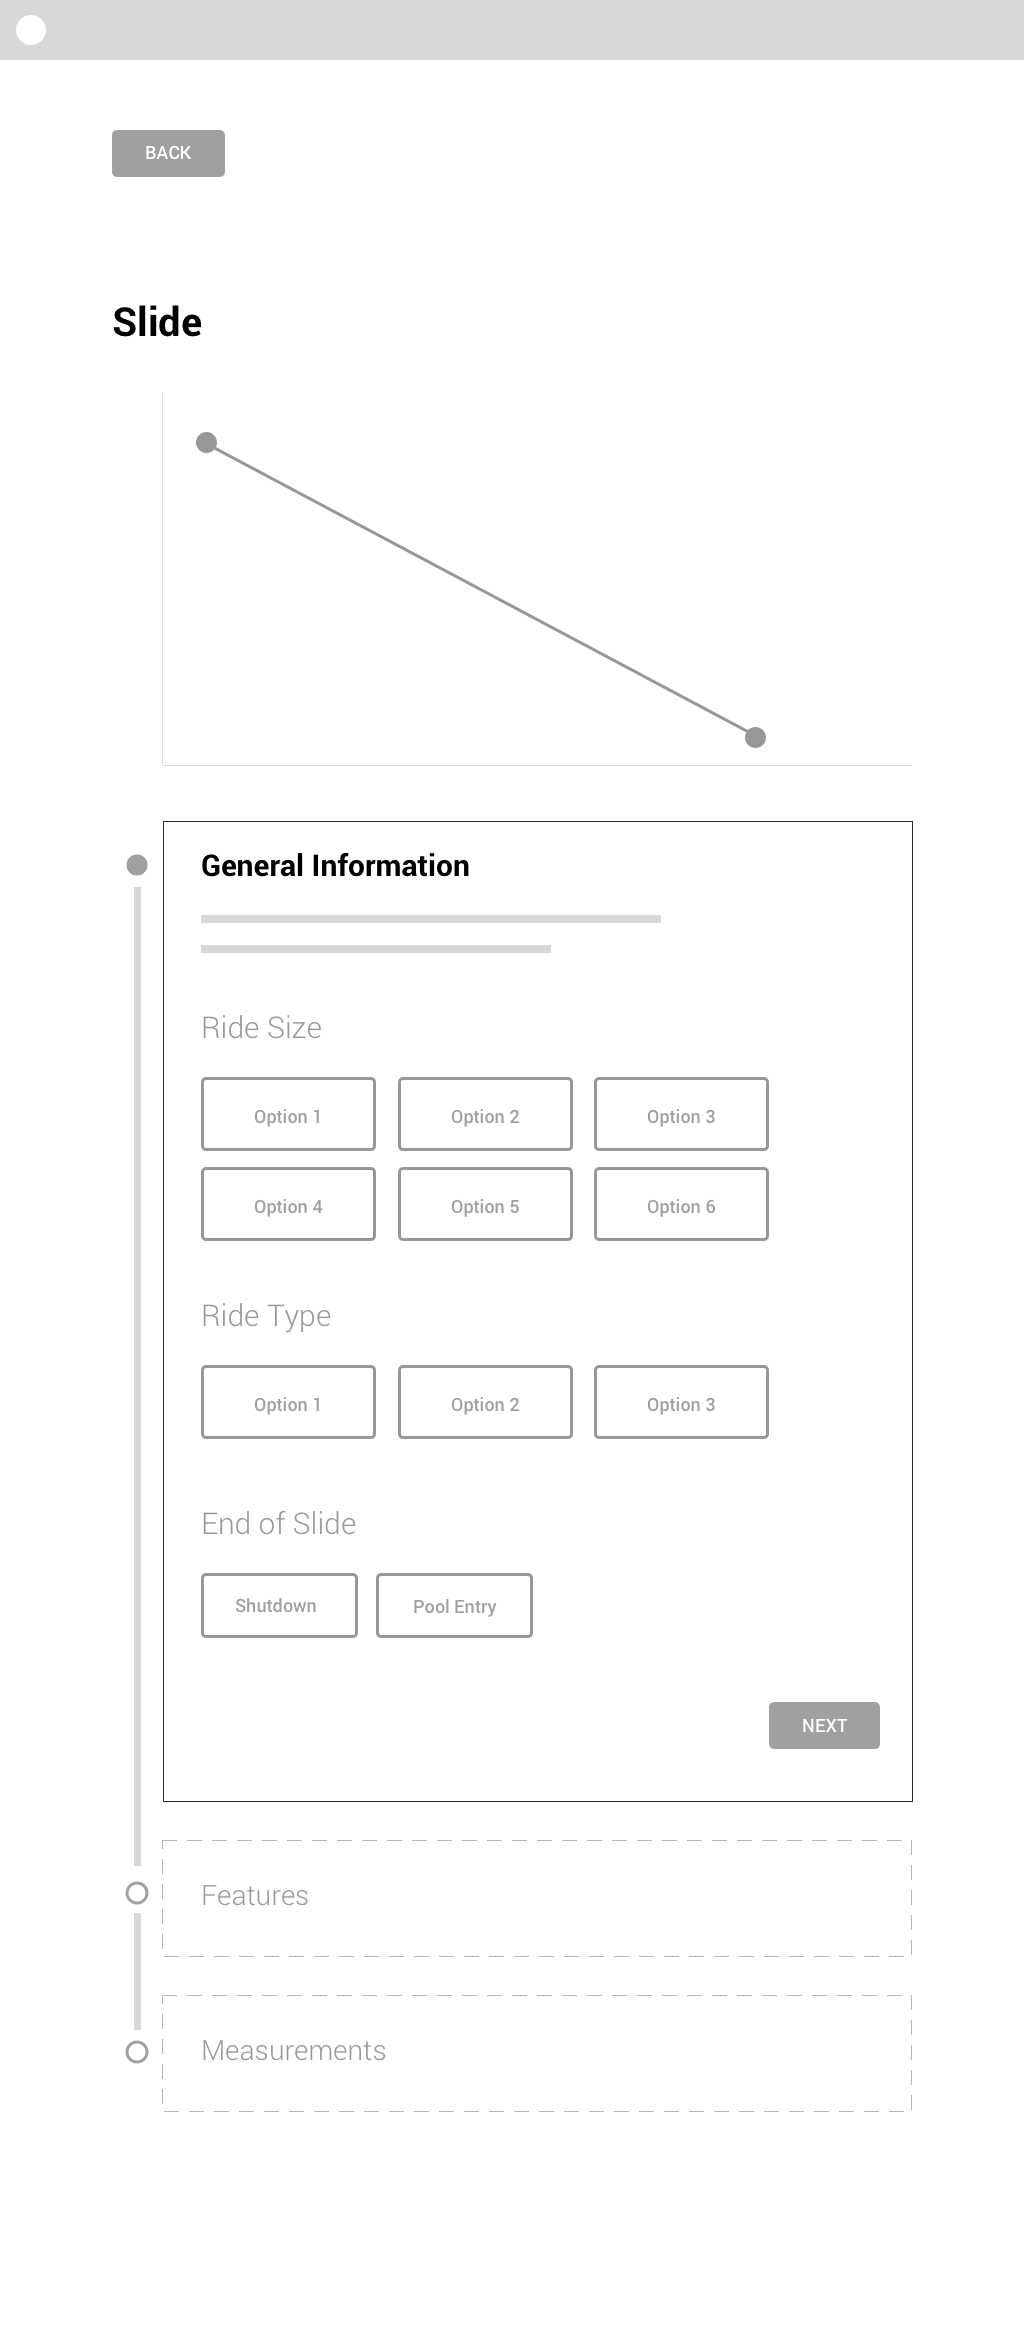 BACK
Slide
General Information
Ride Size
Option 1
Option 2
Option 3
Option 4
Option 5
Option 6
Ride Type
Option 1
Option 2
Option 3
End of Slide
Shutdown
Pool Entry
NEXT
Features
Measurements